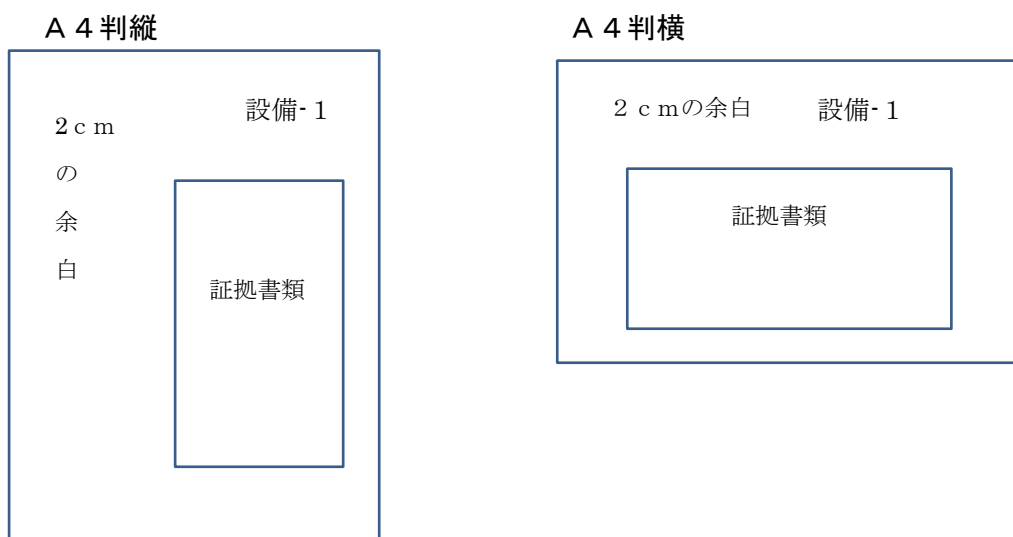 Ａ４判縦
設備-１
2ｃｍ
の
余
白
証拠書類
Ａ４判横
２ｃｍの余白　設備-１
証拠書類